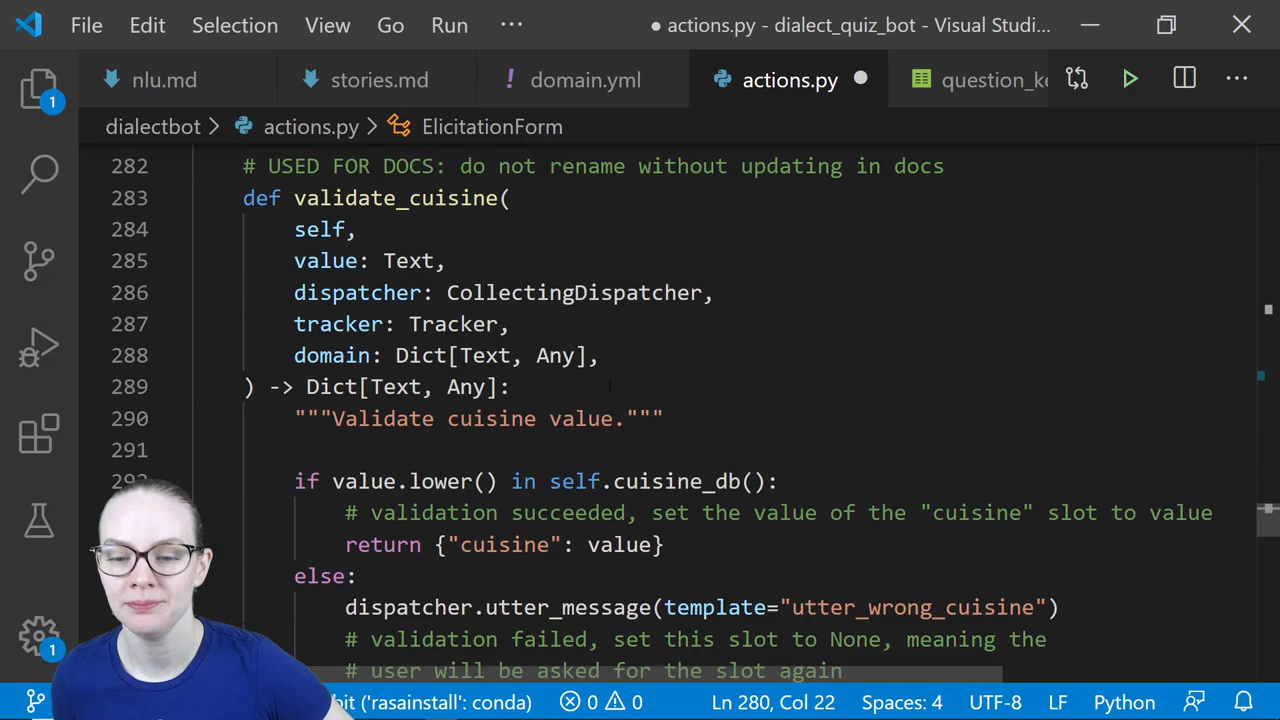 File Edit Selection View Go Run ··· ● actions.py - dialect_quiz_bot - Visual Studi...
nlu.md stories.md ! domain.yml actions.py ● question_ke ···
dialectbot > actions.py > ElicitationForm
282 # USED FOR DOCS: do not rename without updating in docs
283 def validate_cuisine(
284 self,
285 value: Text,
286 dispatcher: CollectingDispatcher,
287 tracker: Tracker,
288 domain: Dict[Text, Any],
289 ) -> Dict[Text, Any]:
290 """Validate cuisine value."""
291
if value.lower() in self.cuisine_db():
# validation succeeded, set the value of the "cuisine" slot to value
return {"cuisine": value}
else:
dispatcher.utter_message(template="utter_wrong_cuisine")
# validation failed, set this slot to None, meaning the
# user will be asked for the slot again
1
1
bit ('rasainstall': conda) 0 0 Ln 280, Col 22 Spaces: 4 UTF-8 LF Python